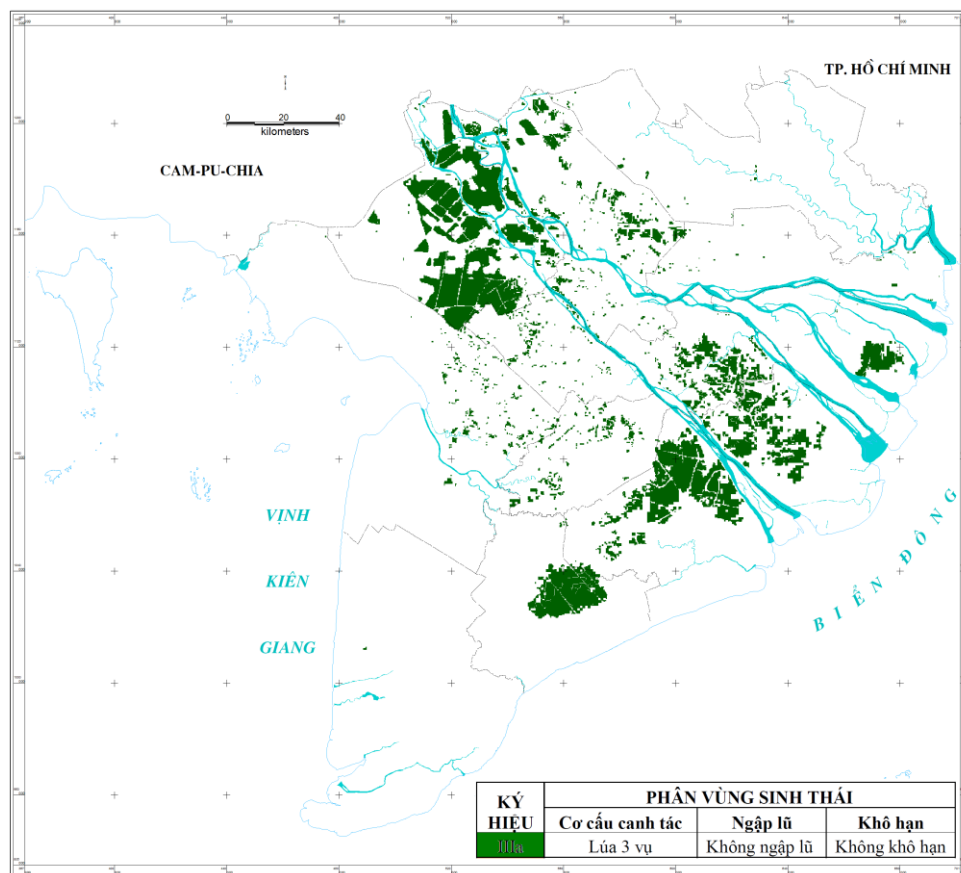 TP. HỒ CHÍ MINH
0 20 40
kilometers
CAM-PU-CHIA
VỊNH
KIÊN
GIANG
BIỂN ĐÔNG
KÝ HIỆU
PHÂN VÙNG SINH THÁI
Cơ cấu canh tác Ngập lũ Khô hạn
IIIa Lúa 3 vụ Không ngập lũ Không khô hạn